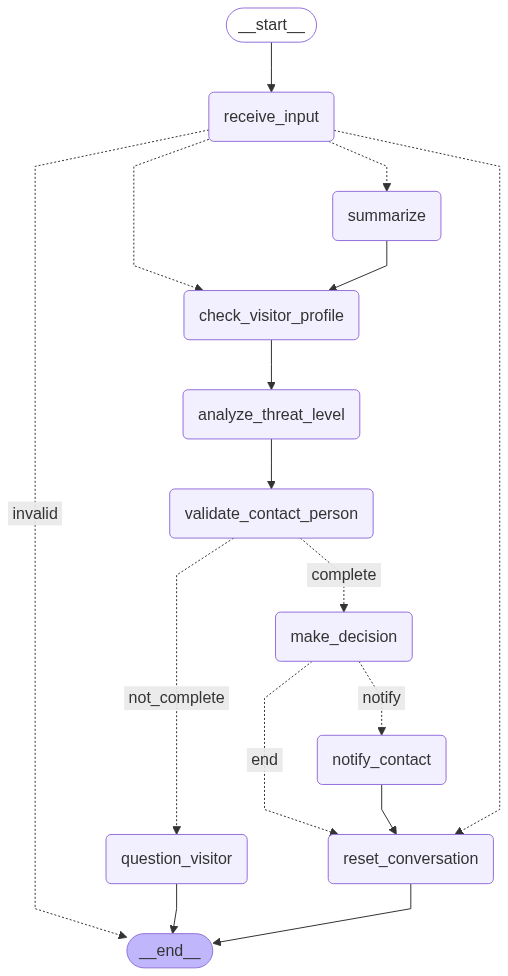 __start__
receive_input
summarize
check_visitor_profile
analyze_threat_level
invalid
validate_contact_person
complete
make_decision
not_complete
notify
end
notify_contact
question_visitor
reset_conversation
__end__